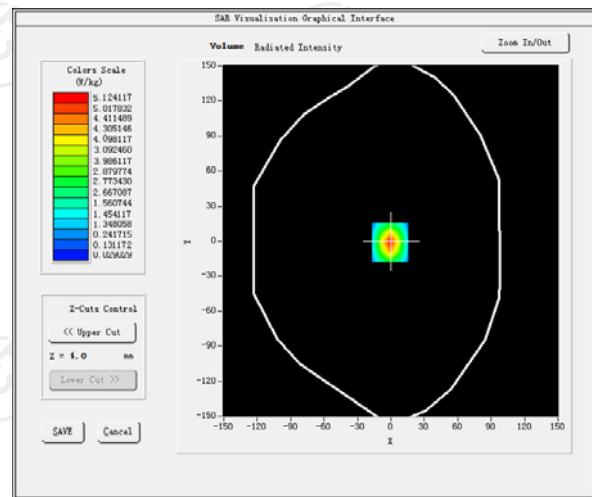 SAR Visualisation Graphical Interface
Volume Radiated Intensity
Zoom In/Out
Colors Scale
(W/kg)
5.124117
5.017832
4.411489
4.305146
4.098117
3.092460
3.986117
2.879774
2.773430
2.667087
1.560744
1.454117
1.348058
0.241715
0.131172
0.029029
Z-Cuts Control
<< Upper Cut
Z = 4.0 mm
Lower Cut >>
SAVE Cancel
150
120
90
60
30
0
-30
-60
-90
-120
-150
Y
-150 -120 -90 -60 -30 0 30 60 90 120 150
X